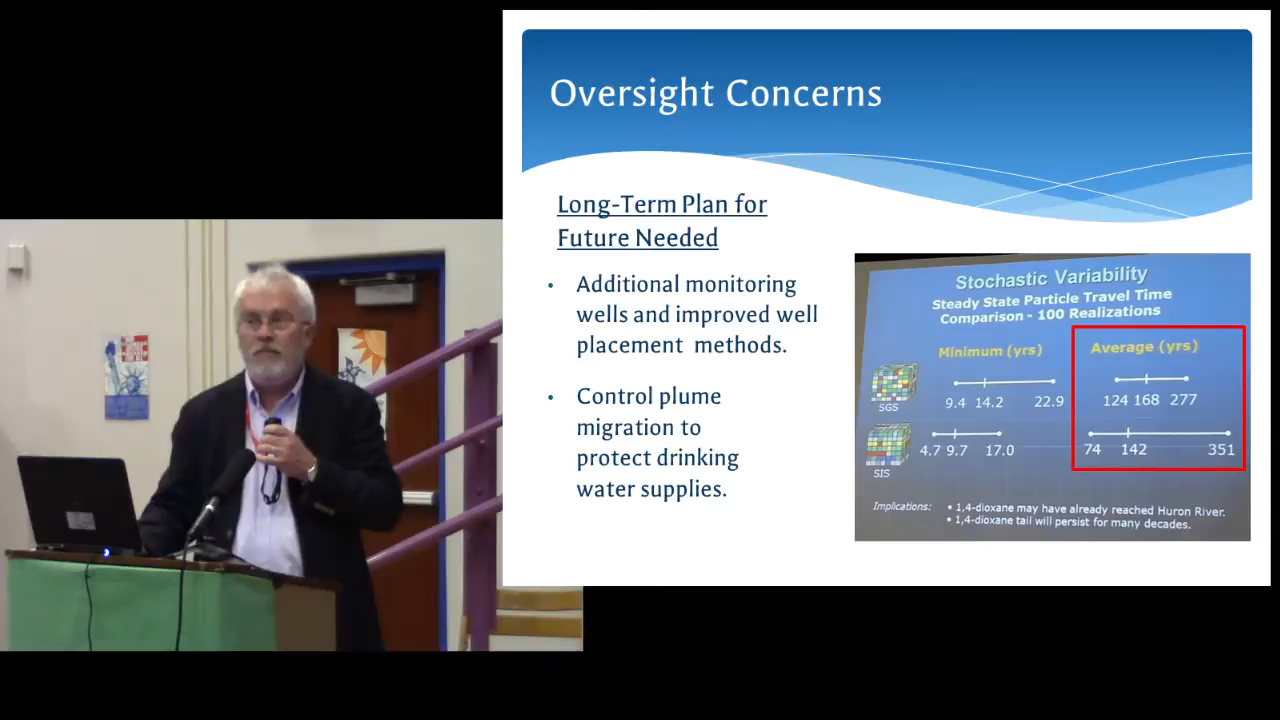 Oversight Concerns
Long-Term Plan for
Future Needed
• Additional monitoring
wells and improved well
placement methods.
• Control plume
migration to
protect drinking
water supplies.
Stochastic Variability
Steady State Particle Travel Time
Comparison - 100 Realizations
Minimum (yrs)
Average (yrs)
SGS
9.4 14.2 22.9
124 168 277
SIS
4.7 9.7 17.0
74 142 351
Implications: • 1,4-dioxane may have already reached Huron River.
• 1,4-dioxane tail will persist for many decades.